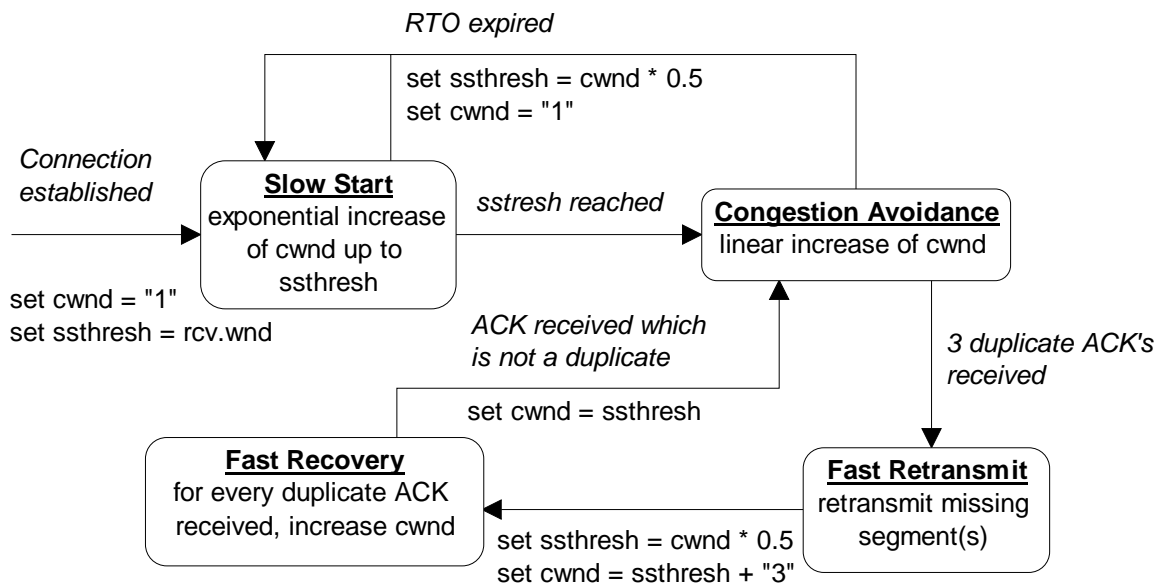 RTO expired
set ssthresh = cwnd * 0.5
set cwnd = "1"
Connection
established
Slow Start
exponential increase
of cwnd up to
ssthresh
sstresh reached
Congestion Avoidance
linear increase of cwnd
set cwnd = "1"
set ssthresh = rcv.wnd
ACK received which
is not a duplicate
set cwnd = ssthresh
3 duplicate ACK's
received
Fast Recovery
for every duplicate ACK
received, increase cwnd
Fast Retransmit
retransmit missing
segment(s)
set ssthresh = cwnd * 0.5
set cwnd = ssthresh + "3"